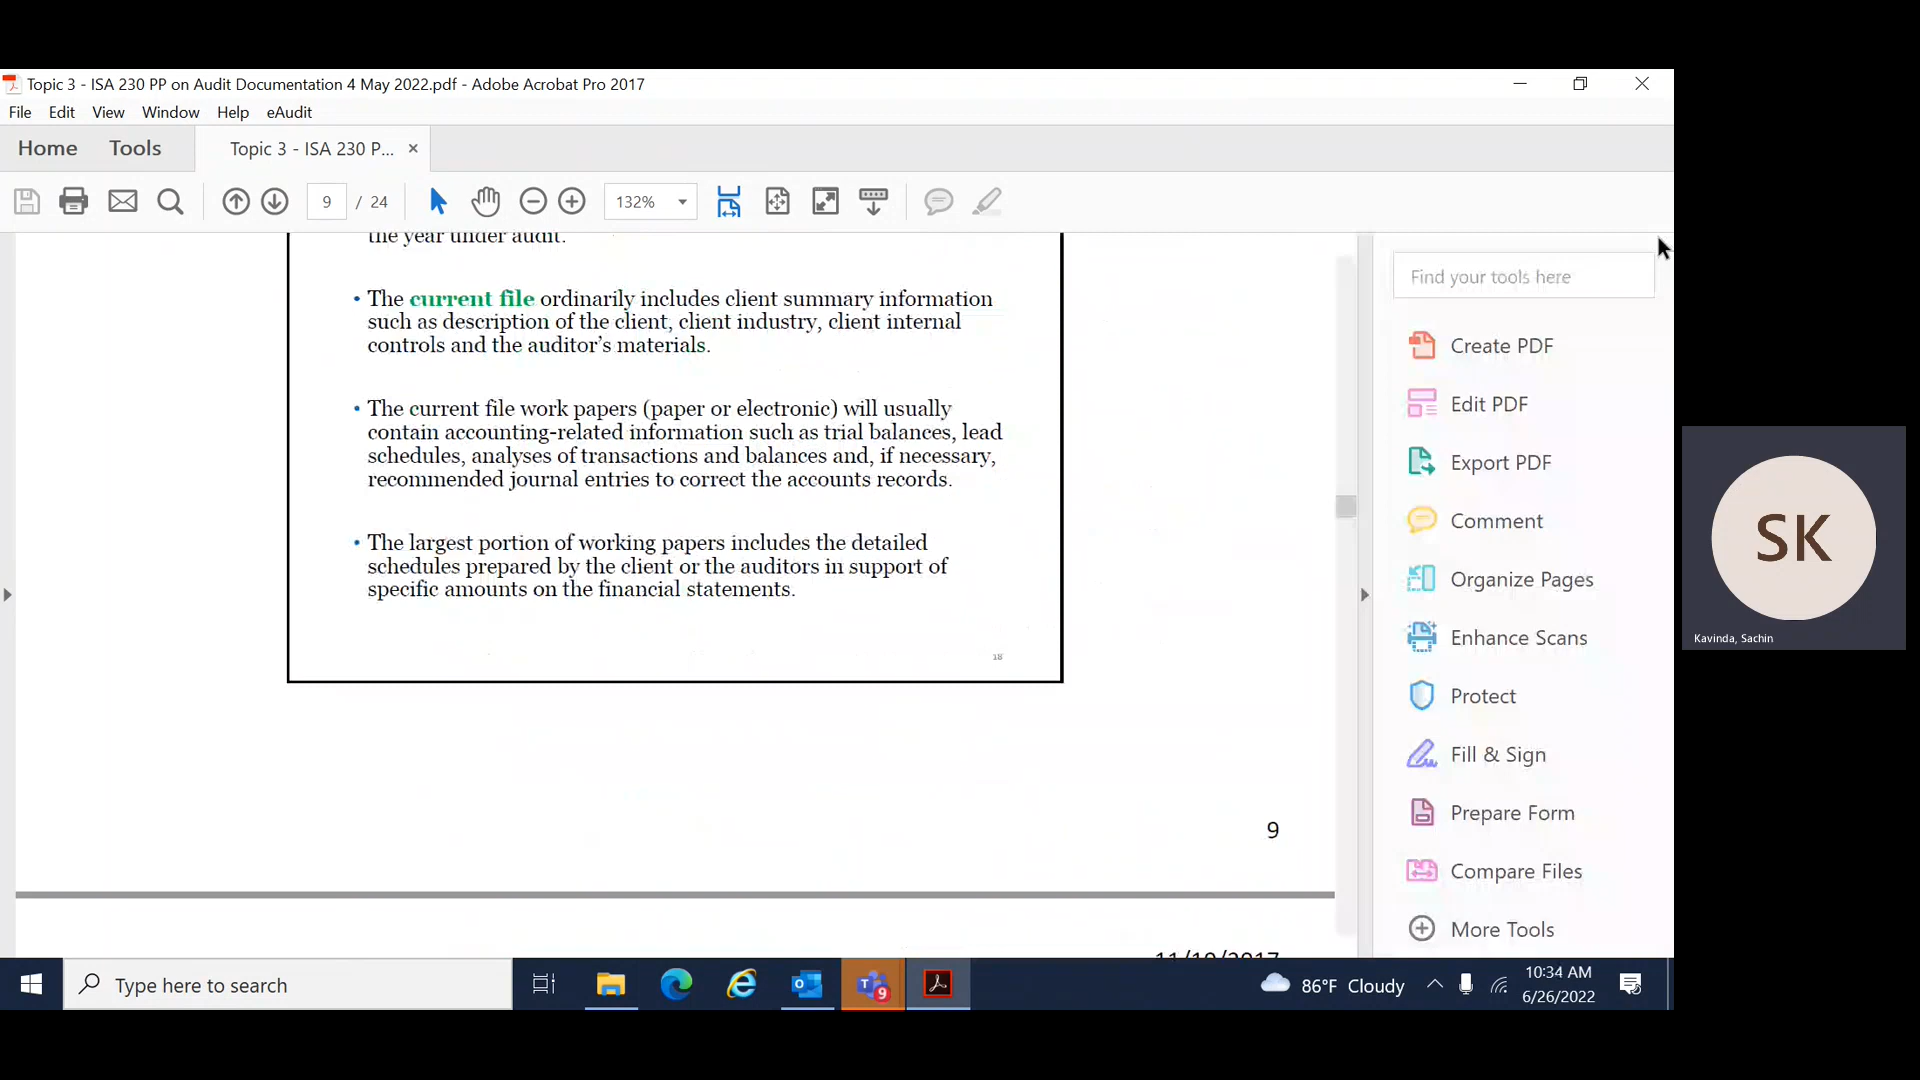 Topic 3 - ISA 230 PP on Audit Documentation 4 May 2022.pdf - Adobe Acrobat Pro 2017
File Edit View Window Help eAudit
Home Tools Topic 3 - ISA 230 P... ×
9 / 24 132%
the year under audit.
• The current file ordinarily includes client summary information
such as description of the client, client industry, client internal
controls and the auditor’s materials.
• The current file work papers (paper or electronic) will usually
contain accounting-related information such as trial balances, lead
schedules, analyses of transactions and balances and, if necessary,
recommended journal entries to correct the accounts records.
• The largest portion of working papers includes the detailed
schedules prepared by the client or the auditors in support of
specific amounts on the financial statements.
18
9
11/10/2017
Find your tools here
Create PDF
Edit PDF
Export PDF
Comment
Organize Pages
Enhance Scans
Protect
Fill & Sign
Prepare Form
Compare Files
More Tools
SK
Kavinda, Sachin
Type here to search
9
86°F Cloudy
10:34 AM
6/26/2022